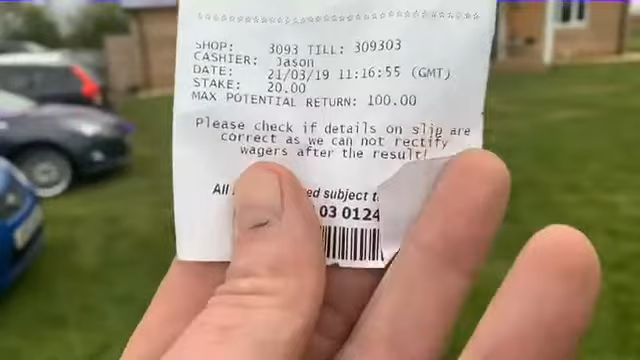 ************************************
SHOP: 3093 TILL: 309303
CASHIER: Jason
DATE: 21/03/19 11:16:55 (GMT)
STAKE: 20.00
MAX POTENTIAL RETURN: 100.00
Please check if details on slip are
correct as we can not rectify
wagers after the result!
All ed subject t
03 0124